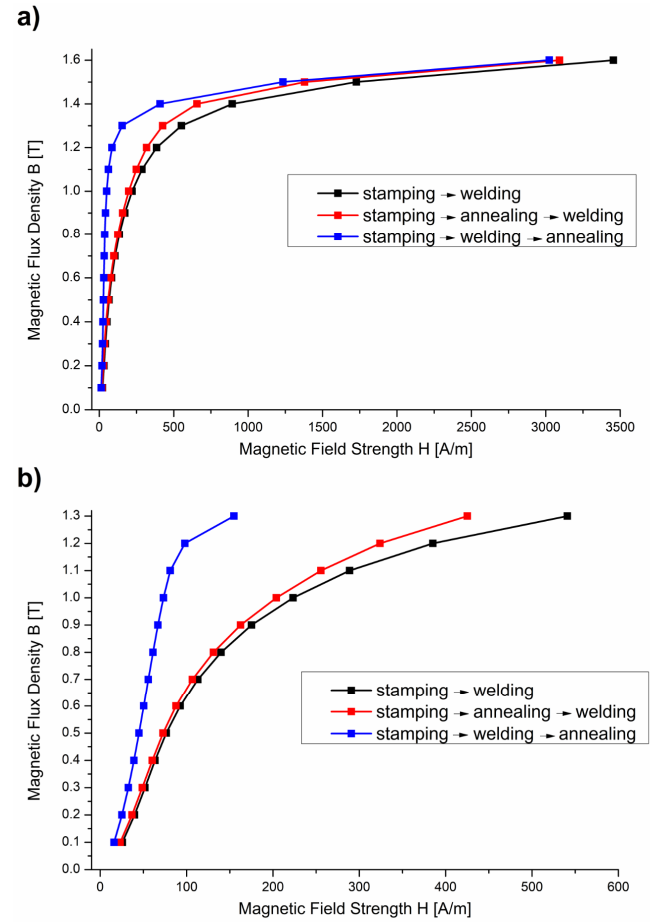 a)
1.6
1.4
1.2
1.0
0.8
0.6
0.4
0.2
0.0
Magnetic Flux Density B [T]
stamping → welding
stamping → annealing → welding
stamping → welding → annealing
0 500 1000 1500 2000 2500 3000 3500
Magnetic Field Strength H [A/m]
b)
1.3
1.2
1.1
1.0
0.9
0.8
0.7
0.6
0.5
0.4
0.3
0.2
0.1
0.0
Magnetic Flux Density B [T]
stamping → welding
stamping → annealing → welding
stamping → welding → annealing
0 100 200 300 400 500 600
Magnetic Field Strength H [A/m]